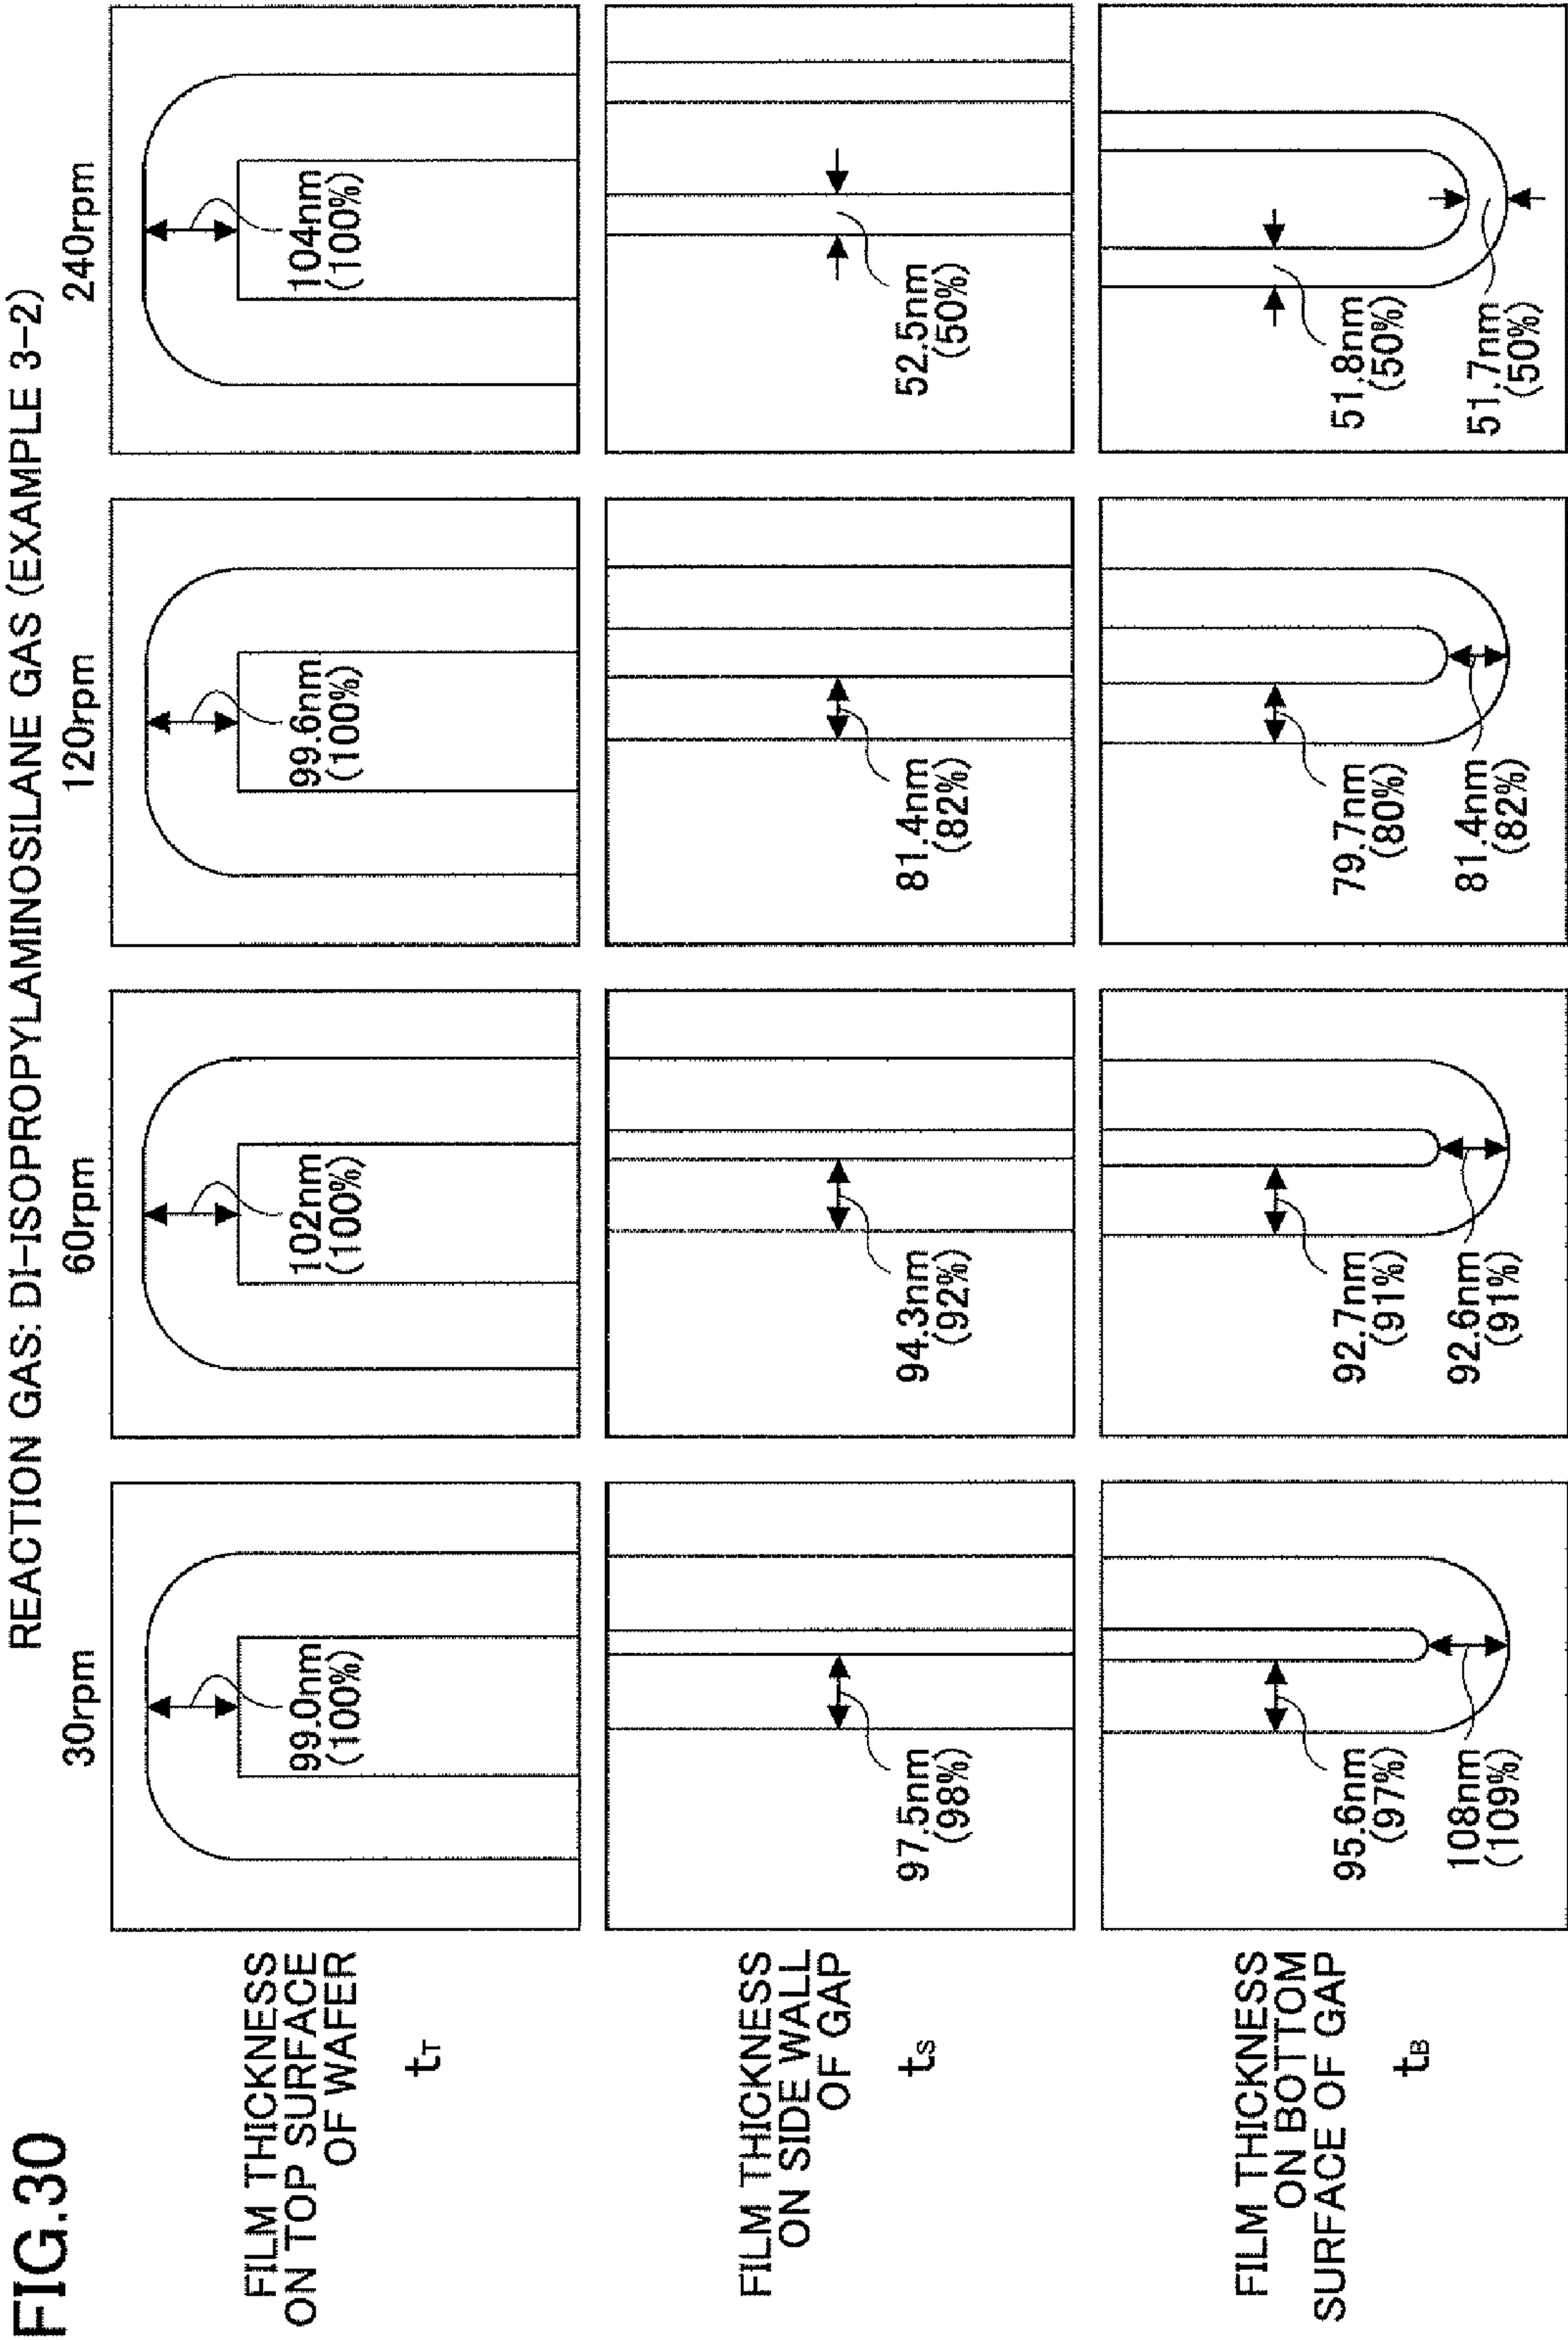 FIG.30
REACTION GAS: DI-ISOPROPYLAMINOSILANE GAS (EXAMPLE 3-2)
30rpm
60rpm
120rpm
240rpm
FILM THICKNESS
ON TOP SURFACE
OF WAFER
tT
99.0nm
(100%)
102nm
(100%)
99.6nm
(100%)
104nm
(100%)
FILM THICKNESS
ON SIDE WALL
OF GAP
tS
97.5nm
(98%)
94.3nm
(92%)
81.4nm
(82%)
52.5nm
(50%)
FILM THICKNESS
ON BOTTOM
SURFACE OF GAP
tB
95.6nm
(97%)
108nm
(109%)
92.7nm
(91%)
92.6nm
(91%)
79.7nm
(80%)
81.4nm
(82%)
51.8nm
(50%)
51.7nm
(50%)